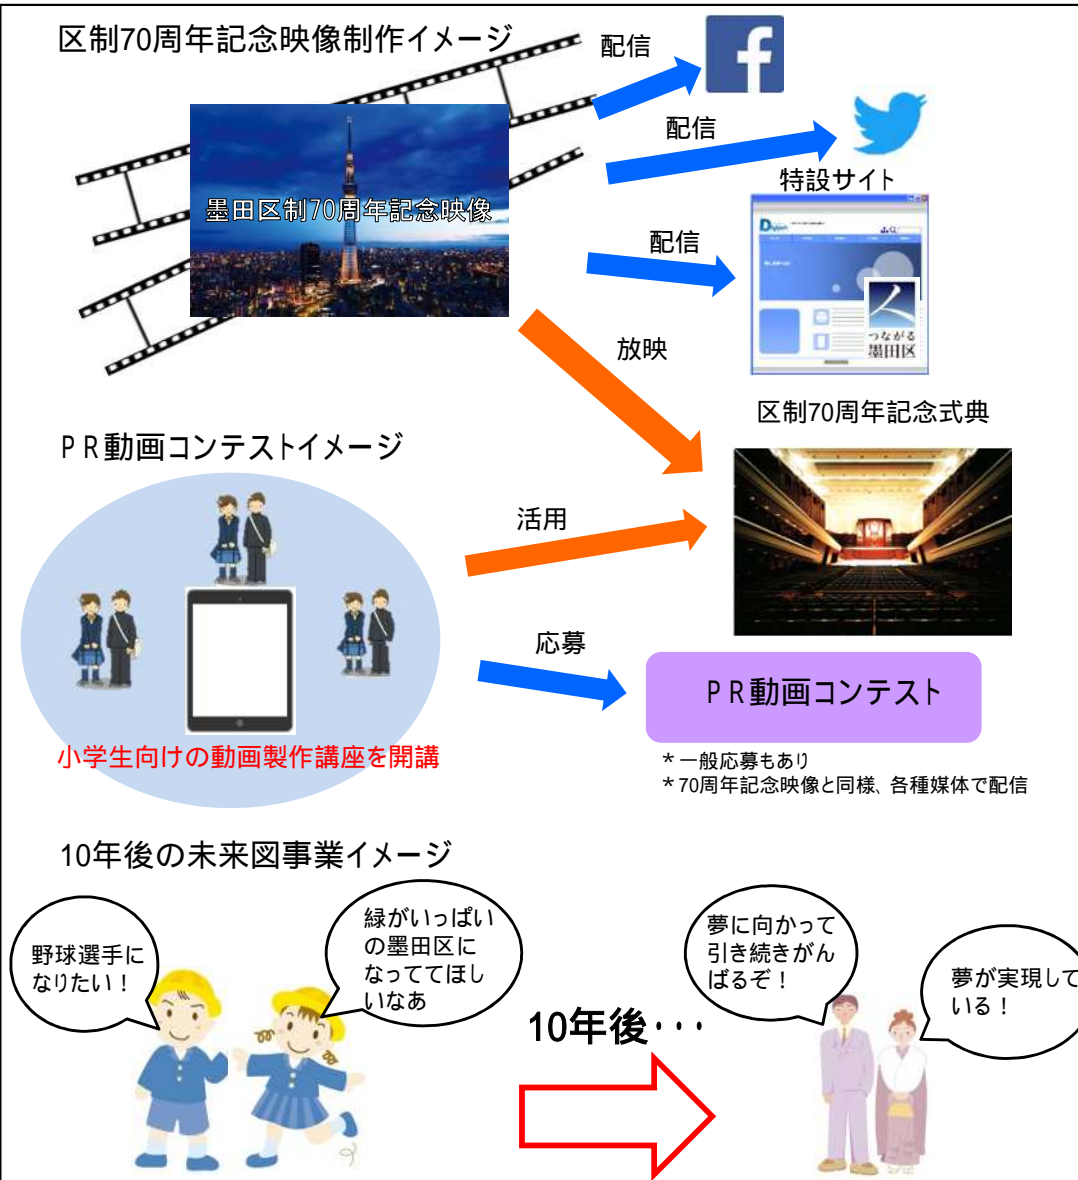 区制70周年記念映像制作イメージ
配信
配信
墨田区制70周年記念映像
特設サイト
配信
つながる
墨田区
放映
区制70周年記念式典
ＰＲ動画コンテストイメージ
活用
応募
ＰＲ動画コンテスト
小学生向けの動画製作講座を開講
＊一般応募もあり
＊70周年記念映像と同様、各種媒体で配信
10年後の未来図事業イメージ
野球選手に
なりたい！
緑がいっぱい
の墨田区に
なっててほし
いなあ
10年後･･･
夢に向かって
引き続きがん
ばるぞ！
夢が実現して
いる！